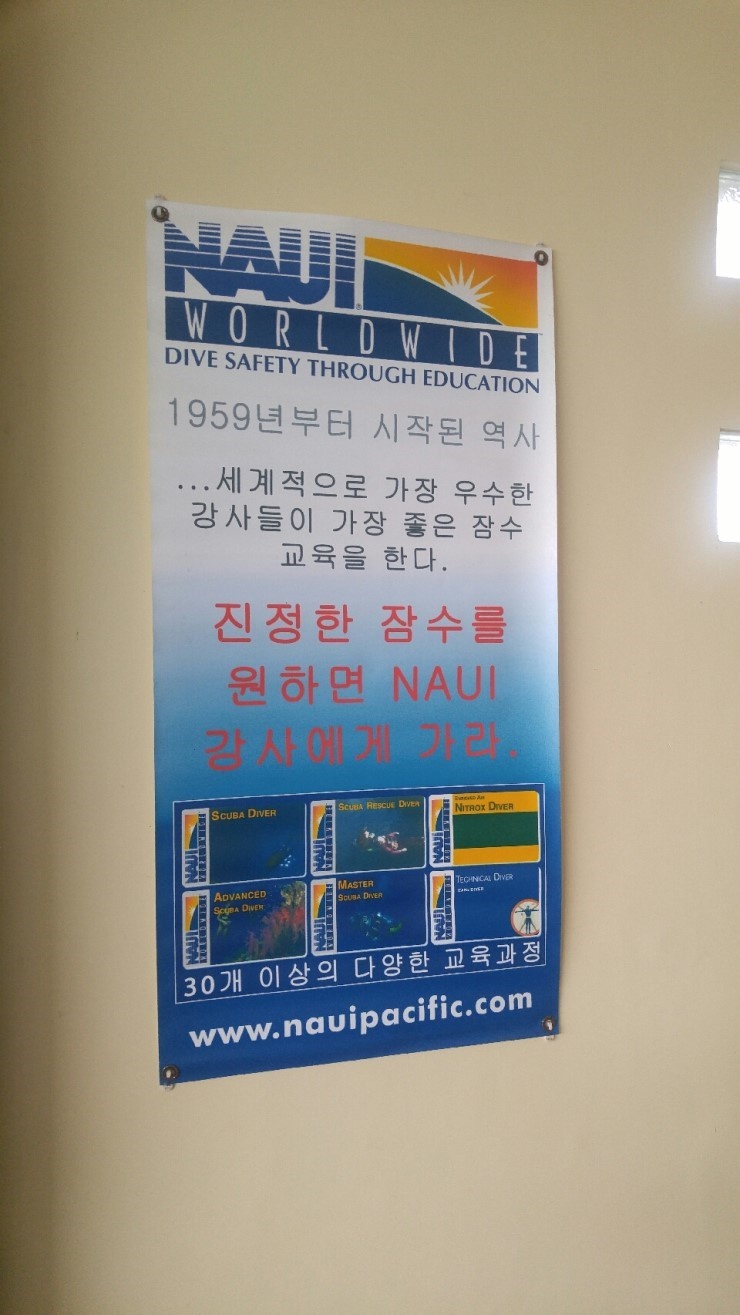 NAUI
WORLDWIDE
DIVE SAFETY THROUGH EDUCATION
1959년부터 시작된 역사
...세계적으로 가장 우수한
강사들이 가장 좋은 잠수
교육을 한다.
진정한 잠수를
원하면 NAUI
강사에게 가라.
SCUBA DIVER
SCUBA RESCUE DIVER
NITROX DIVER
ADVANCED
SCUBA DIVER
MASTER
SCUBA DIVER
TECHNICAL DIVER
30개 이상의 다양한 교육과정
www.nauipacific.com